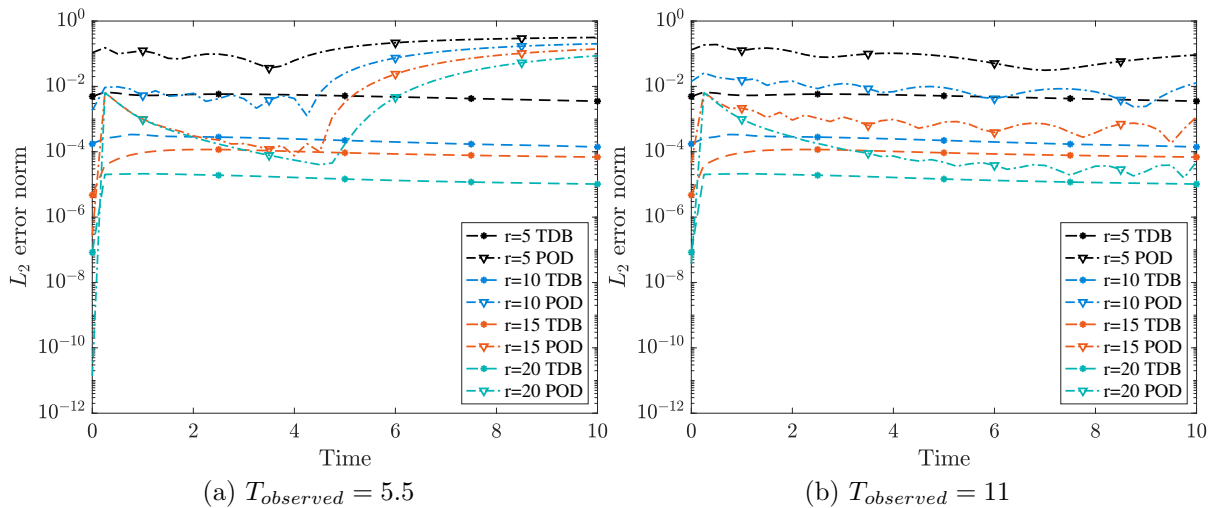 10^0
10^-2
10^-4
10^-6
10^-8
10^-10
10^-12
L_2 error norm
0 2 4 6 8 10
Time
r=5 TDB
r=5 POD
r=10 TDB
r=10 POD
r=15 TDB
r=15 POD
r=20 TDB
r=20 POD
(a) T_observed = 5.5
10^0
10^-2
10^-4
10^-6
10^-8
10^-10
10^-12
L_2 error norm
0 2 4 6 8 10
Time
r=5 TDB
r=5 POD
r=10 TDB
r=10 POD
r=15 TDB
r=15 POD
r=20 TDB
r=20 POD
(b) T_observed = 11